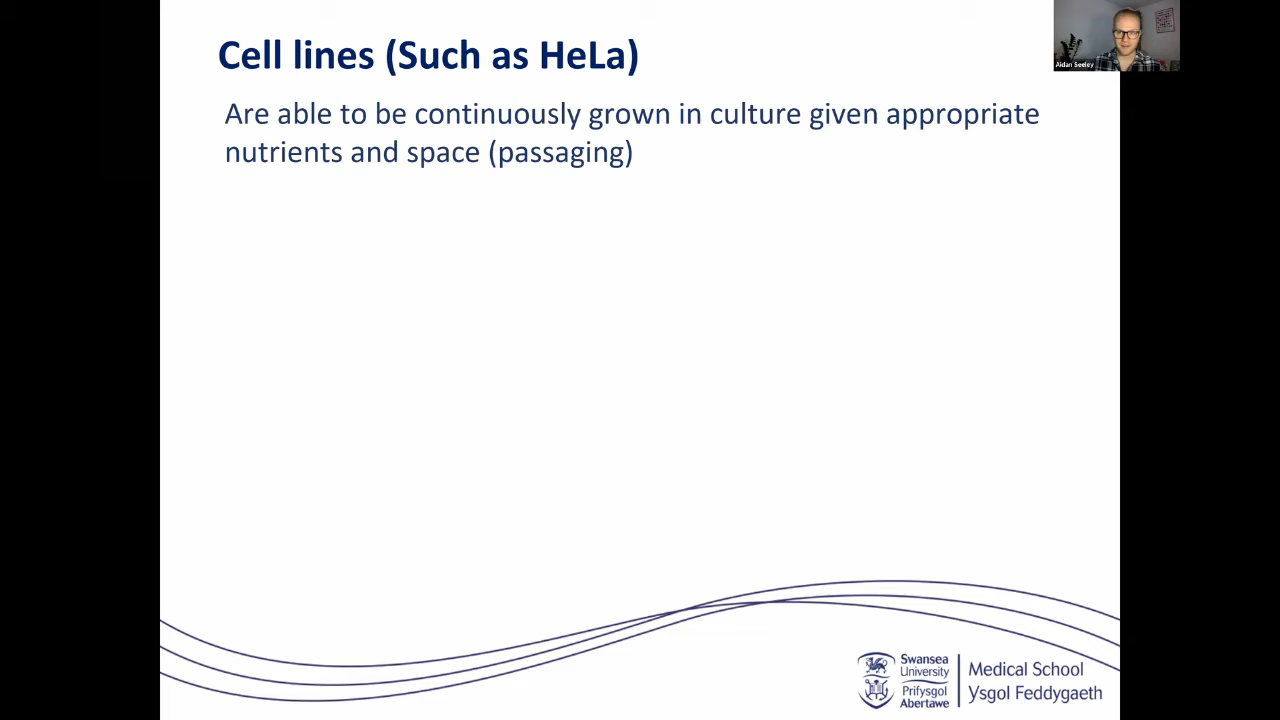 Cell lines (Such as HeLa)
Aidan Seeley
Are able to be continuously grown in culture given appropriate
nutrients and space (passaging)
Swansea
University
Prifysgol
Abertawe
Medical School
Ysgol Feddygaeth